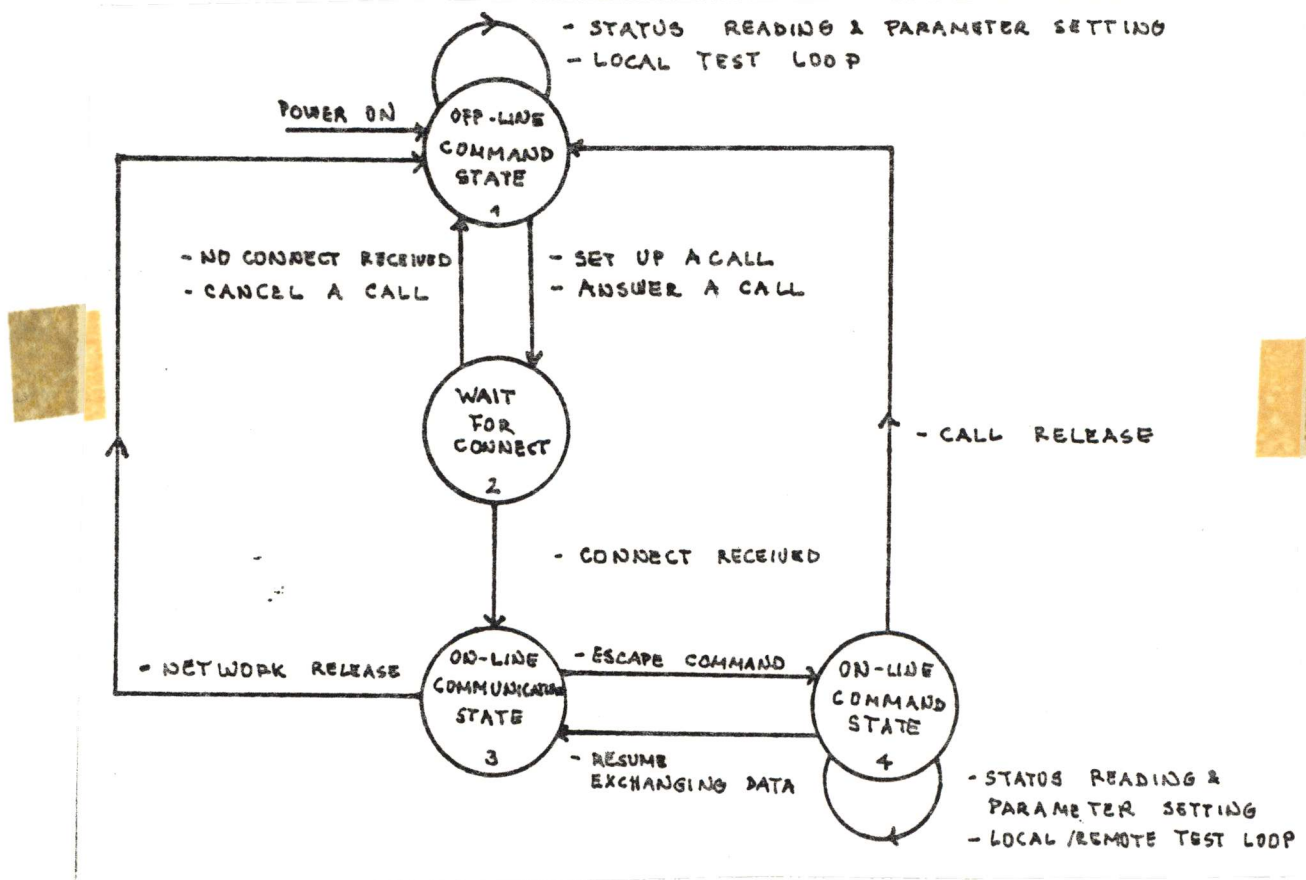 - STATUS READING & PARAMETER SETTING
- LOCAL TEST LOOP
POWER ON
OFF-LINE
COMMAND
STATE
1
- NO CONNECT RECEIVED
- CANCEL A CALL
- SET UP A CALL
- ANSWER A CALL
WAIT
FOR
CONNECT
2
- CALL RELEASE
- CONNECT RECEIVED
- NETWORK RELEASE
ON-LINE
COMMUNICATION
STATE
3
- ESCAPE COMMAND
- RESUME
EXCHANGING DATA
ON-LINE
COMMAND
STATE
4
- STATUS READING &
PARAMETER SETTING
- LOCAL/REMOTE TEST LOOP